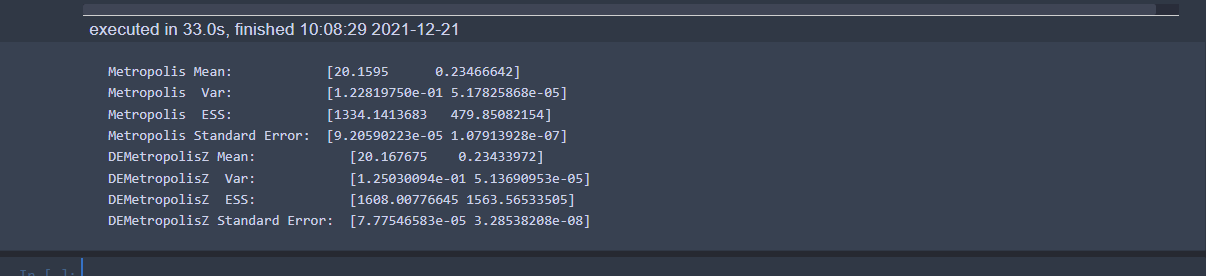 executed in 33.0s, finished 10:08:29 2021-12-21
Metropolis Mean: [20.1595 0.23466642]
Metropolis Var: [1.22819750e-01 5.17825868e-05]
Metropolis ESS: [1334.1413683 479.85082154]
Metropolis Standard Error: [9.20590223e-05 1.07913928e-07]
DEMetropolisZ Mean: [20.167675 0.23433972]
DEMetropolisZ Var: [1.25030094e-01 5.13690953e-05]
DEMetropolisZ ESS: [1608.00776645 1563.56533505]
DEMetropolisZ Standard Error: [7.77546583e-05 3.28538208e-08]
In [ ]: